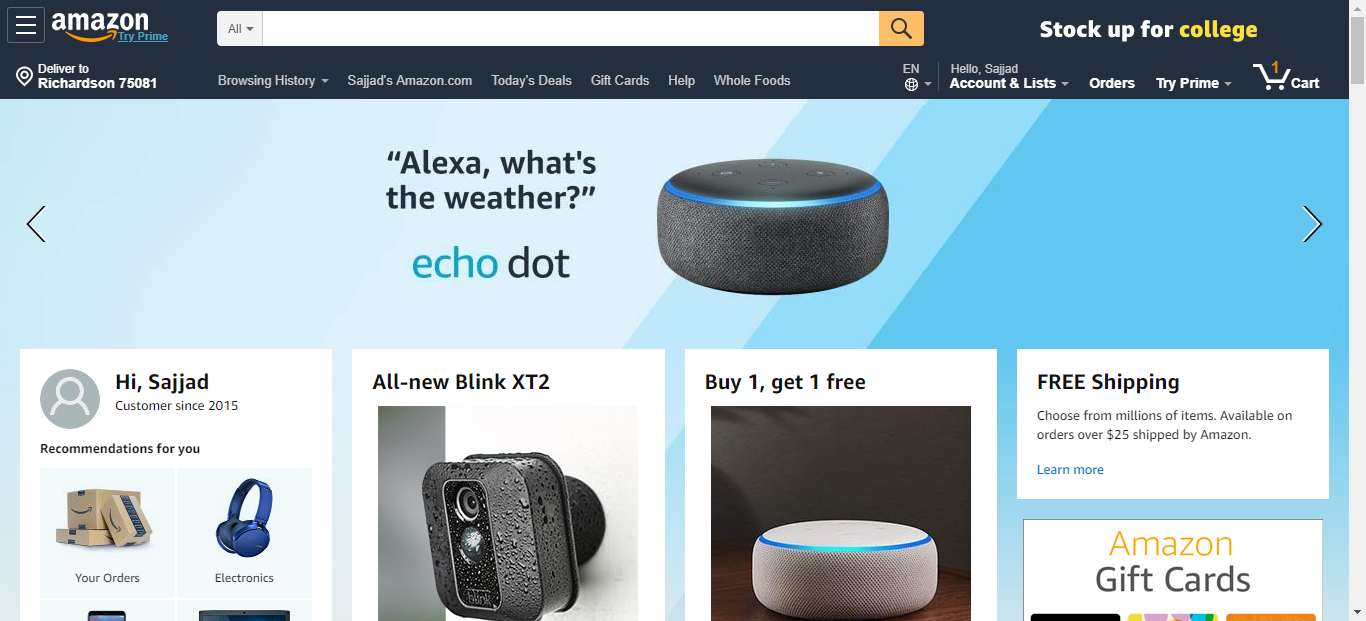 amazon
Try Prime
All
Stock up for college
Deliver to
Richardson 75081
Browsing History
Sajjad's Amazon.com
Today's Deals
Gift Cards
Help
Whole Foods
EN
Hello, Sajjad
Account & Lists
Orders
Try Prime
1
Cart
“Alexa, what's
the weather?”
echo dot
Hi, Sajjad
Customer since 2015
Recommendations for you
Your Orders
Electronics
All-new Blink XT2
blink
Buy 1, get 1 free
FREE Shipping
Choose from millions of items. Available on
orders over $25 shipped by Amazon.
Learn more
Amazon
Gift Cards